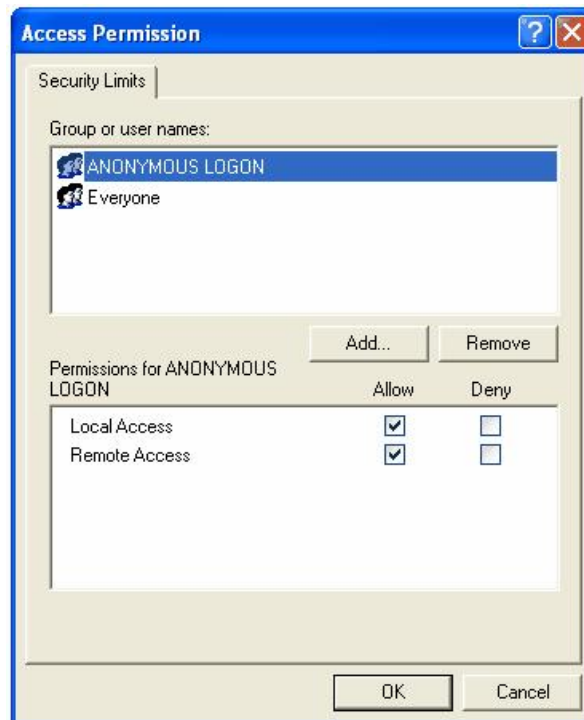 Access Permission
Security Limits
Group or user names:
ANONYMOUS LOGON
Everyone
Add... Remove
Permissions for ANONYMOUS
LOGON Allow Deny
Local Access
Remote Access
OK Cancel